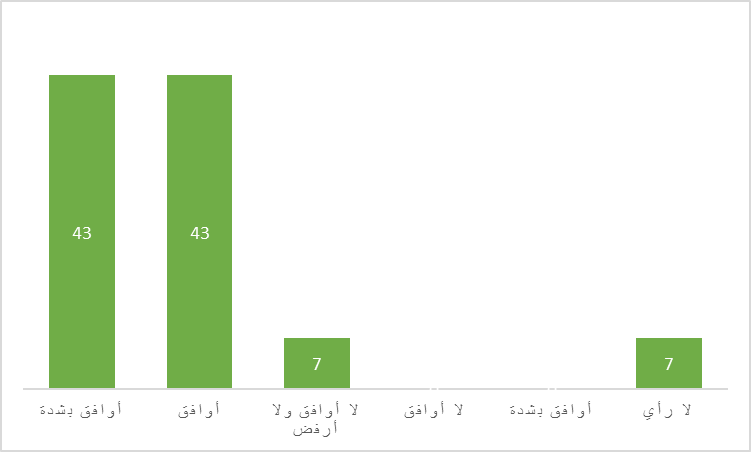 43
43
7
7
أوافق بشدة
أوافق
لا أوافق ولا
أرفض
لا أوافق
أوافق بشدة
لا رأي